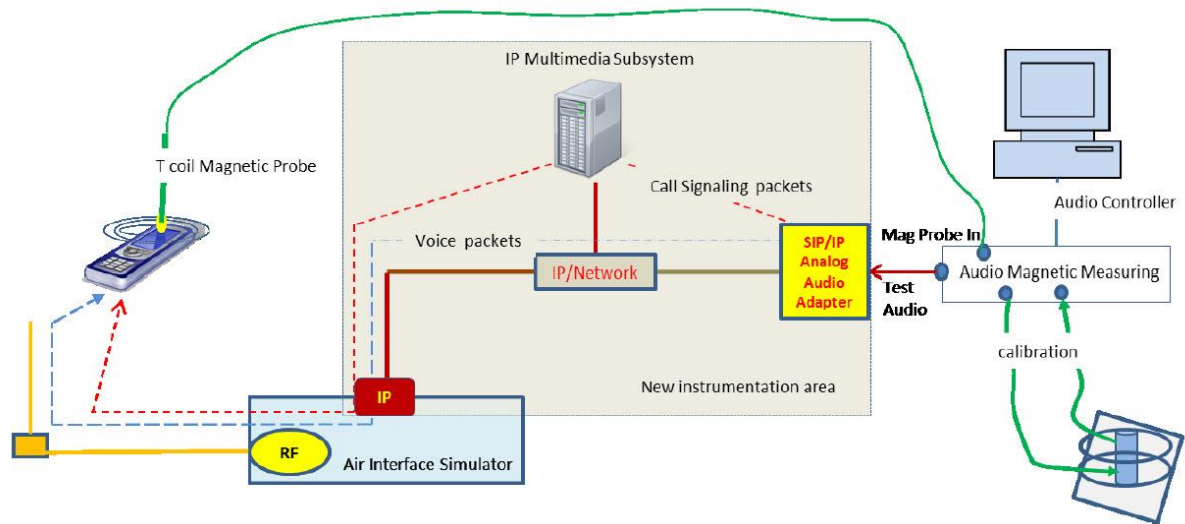 IP Multimedia Subsystem
T coil Magnetic Probe
Call Signaling packets
Audio Controller
Voice packets
SIP/IP
Analog
Audio
Adapter
Mag Probe In
IP/Network
Audio Magnetic Measuring
Test
Audio
calibration
New instrumentation area
IP
RF
Air Interface Simulator